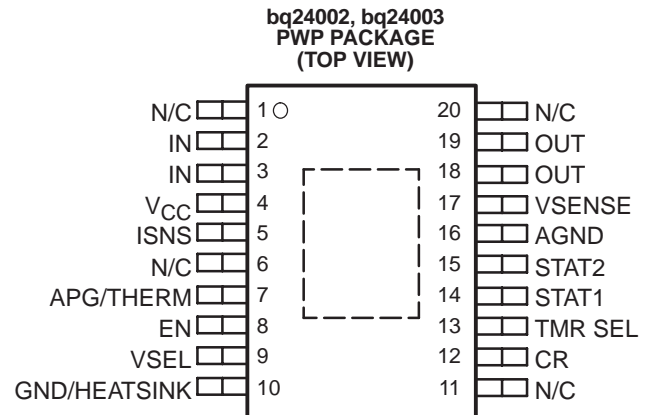 bq24002, bq24003
PWP PACKAGE
(TOP VIEW)
N/C 1 20 N/C
IN 2 19 OUT
IN 3 18 OUT
VCC 4 17 VSENSE
ISNS 5 16 AGND
N/C 6 15 STAT2
APG/THERM 7 14 STAT1
EN 8 13 TMR SEL
VSEL 9 12 CR
GND/HEATSINK 10 11 N/C